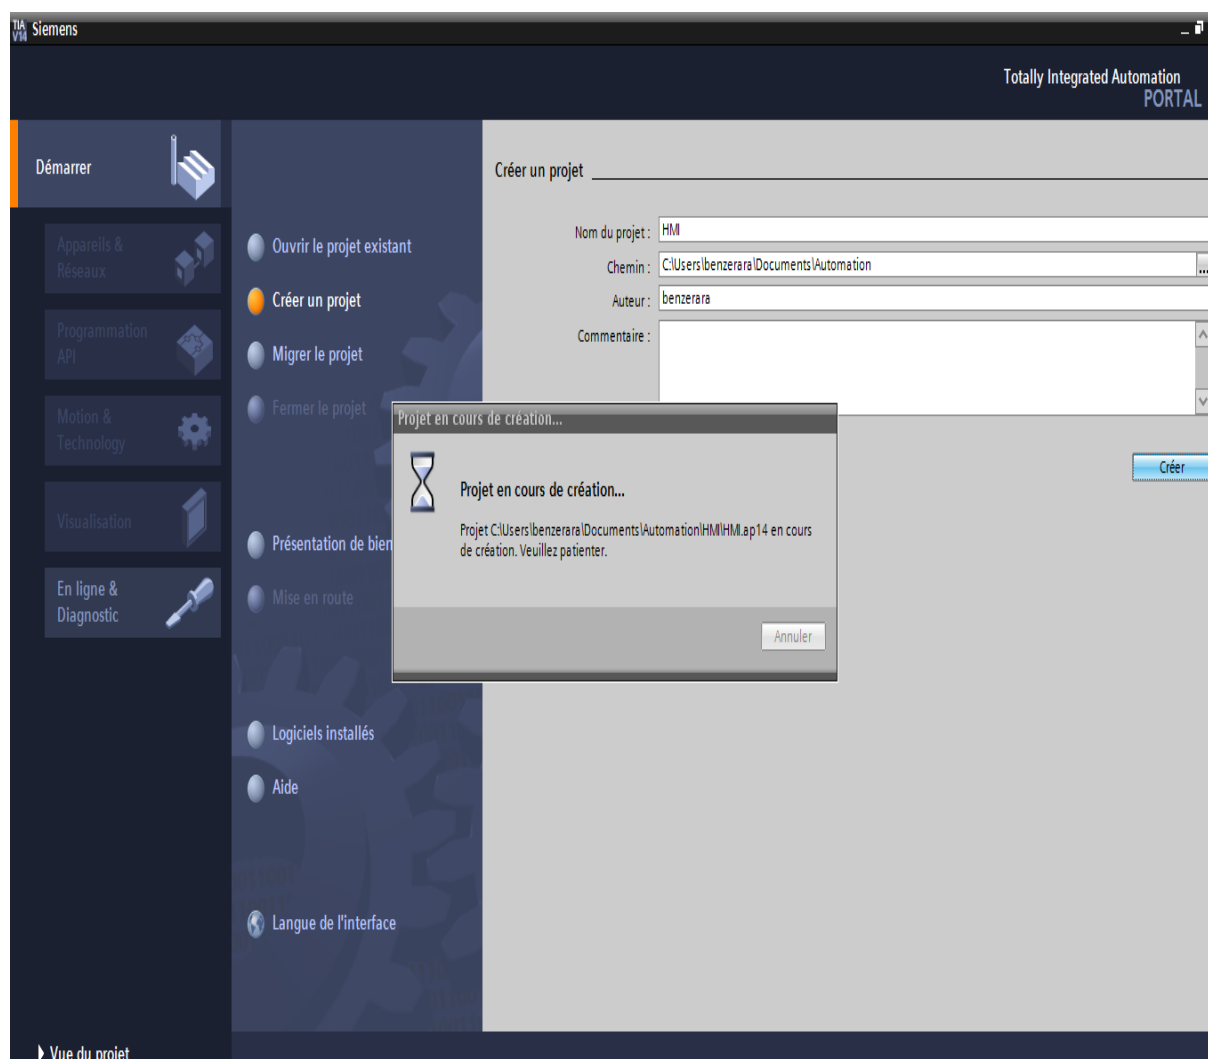 TIA
V14 Siemens
Totally Integrated Automation
PORTAL
Démarrer
Appareils &
Réseaux
Programmation
API
Motion &
Technology
Visualisation
En ligne &
Diagnostic
Vue du projet
Ouvrir le projet existant
Créer un projet
Migrer le projet
Fermer le projet
Présentation de bien
Mise en route
Logiciels installés
Aide
Langue de l'interface
Créer un projet
Nom du projet : HMI
Chemin : C:\Users\benzerara\Documents\Automation
...
Auteur : benzerara
Commentaire :
Créer
Projet en cours de création...
Projet en cours de création...
Projet C:\Users\benzerara\Documents\Automation\HMI\HMI.ap14 en cours
de création. Veuillez patienter.
Annuler